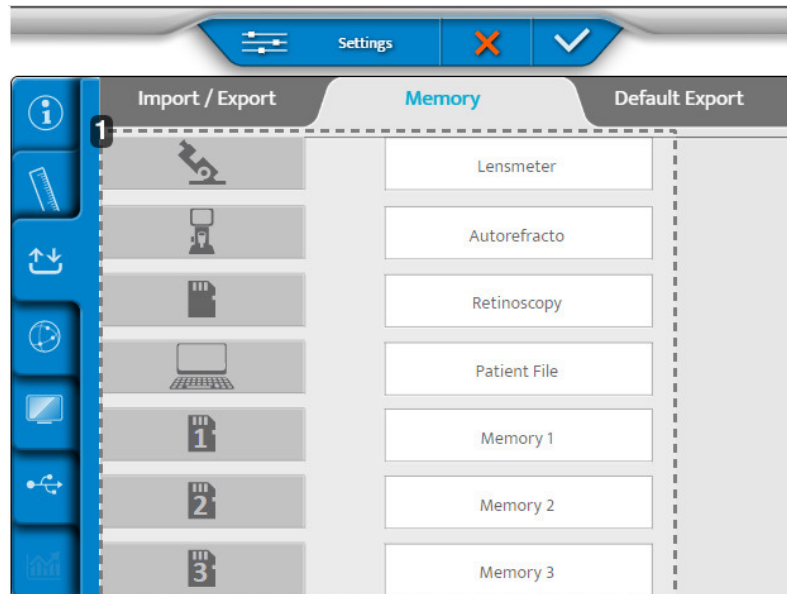 Settings
Import / Export Memory Default Export
1
Lensmeter
Autorefracto
Retinoscopy
Patient File
1 Memory 1
2 Memory 2
3 Memory 3